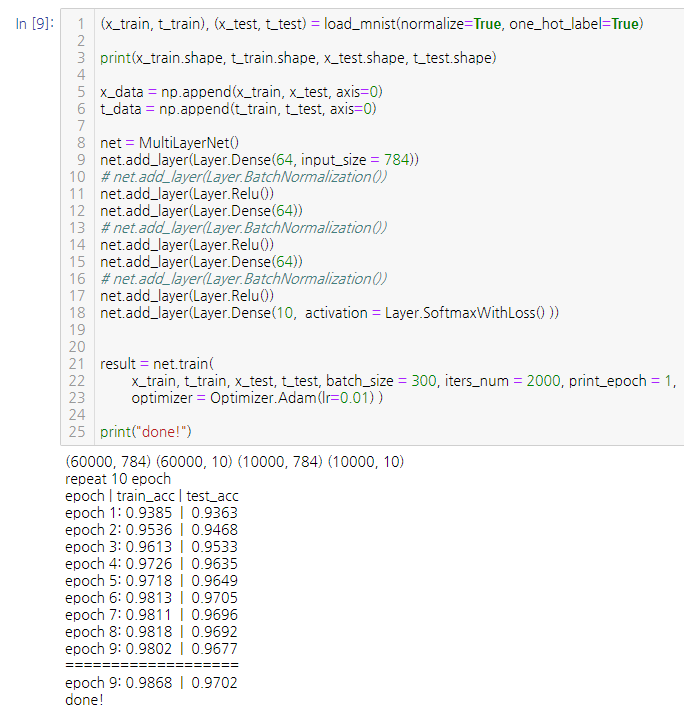 In [9]:
1 (x_train, t_train), (x_test, t_test) = load_mnist(normalize=True, one_hot_label=True)
2
3 print(x_train.shape, t_train.shape, x_test.shape, t_test.shape)
4
5 x_data = np.append(x_train, x_test, axis=0)
6 t_data = np.append(t_train, t_test, axis=0)
7
8 net = MultiLayerNet()
9 net.add_layer(Layer.Dense(64, input_size = 784))
10 # net.add_layer(Layer.BatchNormalization())
11 net.add_layer(Layer.Relu())
12 net.add_layer(Layer.Dense(64))
13 # net.add_layer(Layer.BatchNormalization())
14 net.add_layer(Layer.Relu())
15 net.add_layer(Layer.Dense(64))
16 # net.add_layer(Layer.BatchNormalization())
17 net.add_layer(Layer.Relu())
18 net.add_layer(Layer.Dense(10,  activation = Layer.SoftmaxWithLoss() ))
19
20
21 result = net.train(
22     x_train, t_train, x_test, t_test, batch_size = 300, iters_num = 2000, print_epoch = 1,
23     optimizer = Optimizer.Adam(lr=0.01) )
24
25 print("done!")
(60000, 784) (60000, 10) (10000, 784) (10000, 10)
repeat 10 epoch
epoch | train_acc | test_acc
epoch 1: 0.9385 | 0.9363
epoch 2: 0.9536 | 0.9468
epoch 3: 0.9613 | 0.9533
epoch 4: 0.9726 | 0.9635
epoch 5: 0.9718 | 0.9649
epoch 6: 0.9813 | 0.9705
epoch 7: 0.9811 | 0.9696
epoch 8: 0.9818 | 0.9692
epoch 9: 0.9802 | 0.9677
===================
epoch 9: 0.9868 | 0.9702
done!